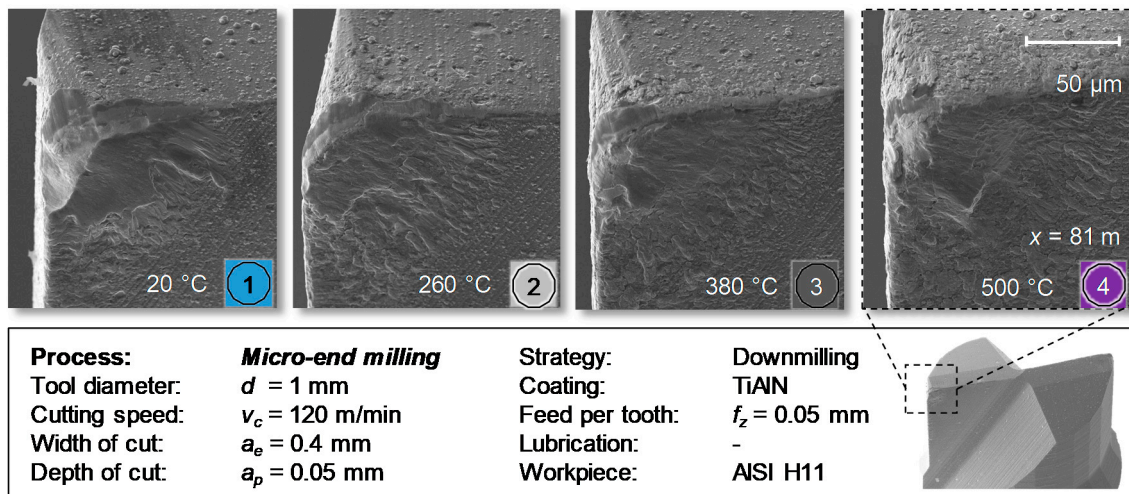 50 µm
x = 81 m
20 °C 1
260 °C 2
380 °C 3
500 °C 4
Process: Micro-end milling Strategy: Downmilling
Tool diameter: d = 1 mm Coating: TiAlN
Cutting speed: vc = 120 m/min Feed per tooth: fz = 0.05 mm
Width of cut: ae = 0.4 mm Lubrication: -
Depth of cut: ap = 0.05 mm Workpiece: AISI H11